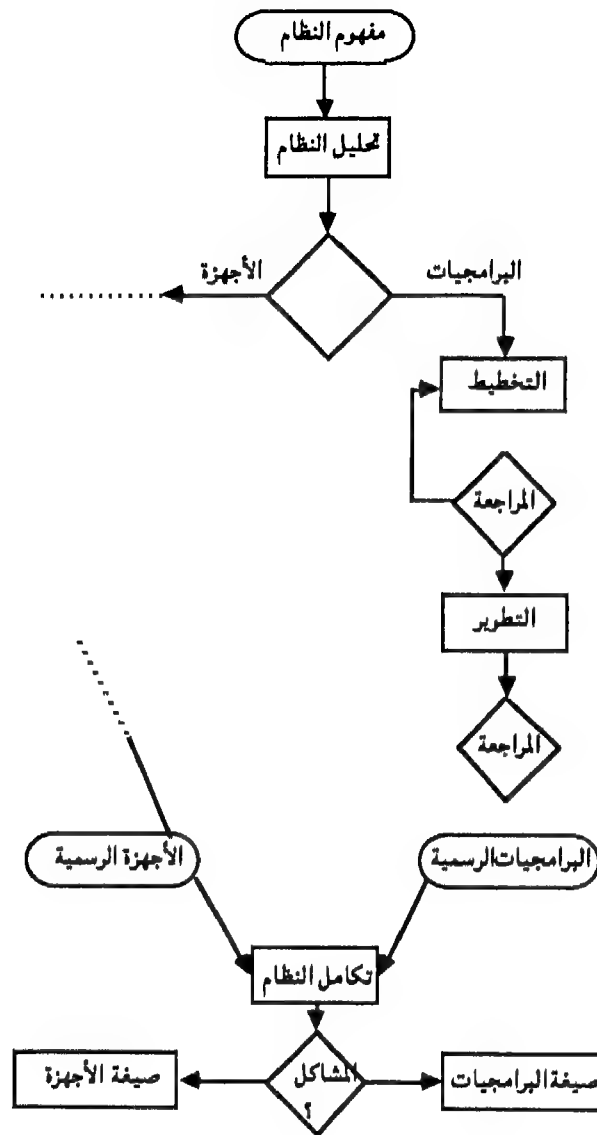 مفهوم النظام
تحليل النظام
البرامجيات
الأجهزة
التخطيط
المراجعة
التطوير
المراجعة
البرامجيات الرسمية
الأجهزة الرسمية
تكامل النظام
صيغة البرامجيات
المشاكل
؟
صيغة الأجهزة